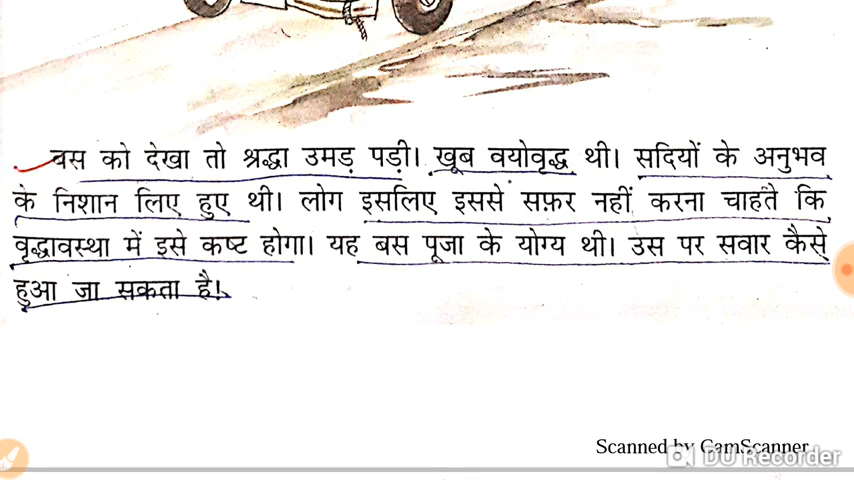 बस को देखा तो श्रद्धा उमड़ पड़ी। खूब वयोवृद्ध थी। सदियों के अनुभव
के निशान लिए हुए थी। लोग इसलिए इससे सफ़र नहीं करना चाहते कि
वृद्धावस्था में इसे कष्ट होगा। यह बस पूजा के योग्य थी। उस पर सवार कैसे
हुआ जा सकता है!
Scanned by CamScanner
DU Recorder